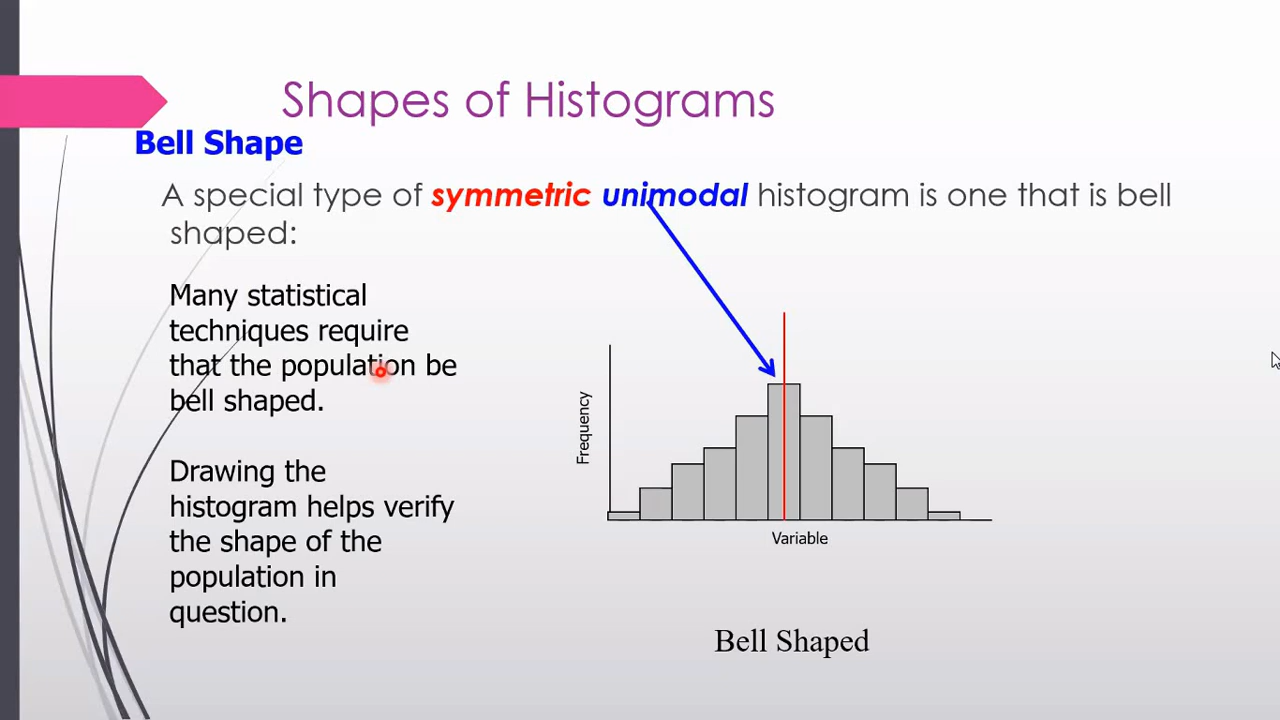 Shapes of Histograms
Bell Shape
A special type of symmetric unimodal histogram is one that is bell
shaped:
Many statistical
techniques require
that the population be
bell shaped.
Drawing the
histogram helps verify
the shape of the
population in
question.
Frequency
Variable
Bell Shaped